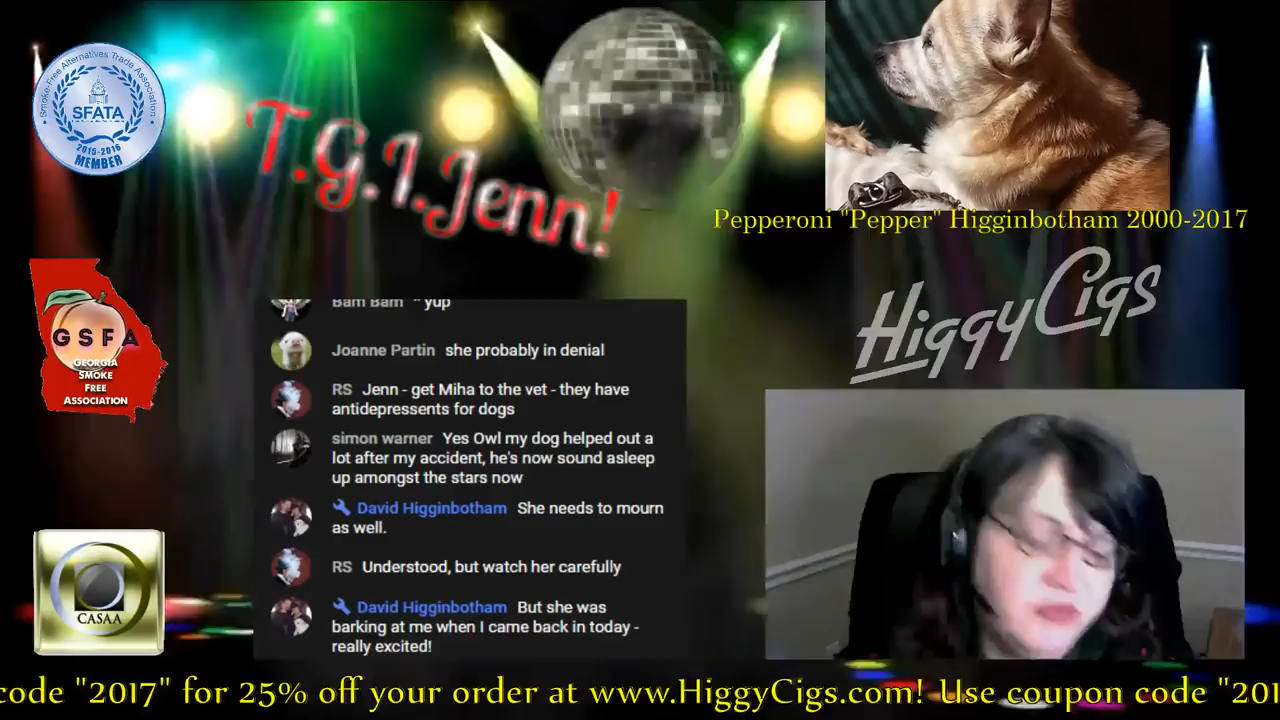 Smoke-Free Alternatives Trade Association
SFATA
2015-2016
MEMBER
T.G.I.Jenn!
Pepperoni "Pepper" Higginbotham 2000-2017
HiggyCigs
GSFA
GEORGIA
SMOKE
FREE
ASSOCIATION
CASAA
Bam Bam yup
Joanne Partin she probably in denial
RS Jenn - get Miha to the vet - they have
antidepressents for dogs
simon warner Yes Owl my dog helped out a
lot after my accident, he's now sound asleep
up amongst the stars now
David Higginbotham She needs to mourn
as well.
RS Understood, but watch her carefully
David Higginbotham But she was
barking at me when I came back in today -
really excited!
code "2017" for 25% off your order at www.HiggyCigs.com! Use coupon code "201